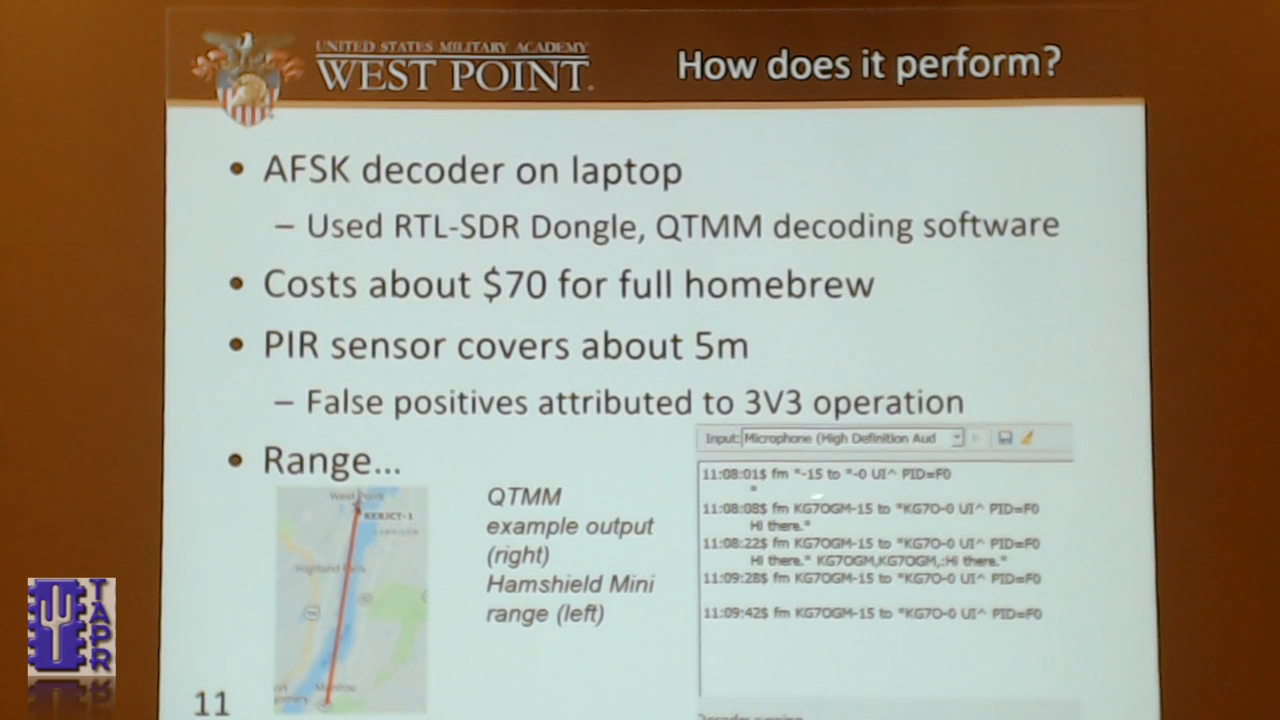 UNITED STATES MILITARY ACADEMY
WEST POINT.
How does it perform?
• AFSK decoder on laptop
– Used RTL-SDR Dongle, QTMM decoding software
• Costs about $70 for full homebrew
• PIR sensor covers about 5m
– False positives attributed to 3V3 operation
• Range...
West Point
Highland
QTMM
example output
(right)
Hamshield Mini
range (left)
Input: Microphone (High Definition Aud
11:08:01$ fm *-15 to *-0 UI^ PID=F0
*
11:08:08$ fm KG7OGM-15 to *KG7O-0 UI^ PID=F0
Hi there.*
11:08:22$ fm KG7OGM-15 to *KG7O-0 UI^ PID=F0
Hi there.* KG7OGM,KG7OGM,:Hi there.*
11:09:28$ fm KG7OGM-15 to *KG7O-0 UI^ PID=F0
11:09:42$ fm KG7OGM-15 to *KG7O-0 UI^ PID=F0
11
TAPR